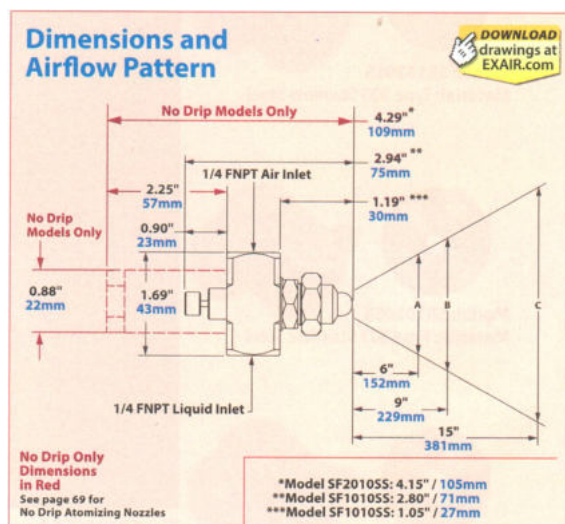 Dimensions and
Airflow Pattern
DOWNLOAD
drawings at
EXAIR.com
No Drip Models Only
4.29"*
109mm
2.94" **
75mm
1/4 FNPT Air Inlet
2.25"
57mm
1.19" ***
30mm
No Drip
Models Only
0.90"
23mm
0.88"
22mm
1.69"
43mm
A
B
C
6"
152mm
9"
229mm
1/4 FNPT Liquid Inlet
15"
381mm
No Drip Only
Dimensions
in Red
See page 69 for
No Drip Atomizing Nozzles
*Model SF2010SS: 4.15" / 105mm
**Model SF1010SS: 2.80" / 71mm
***Model SF1010SS: 1.05" / 27mm